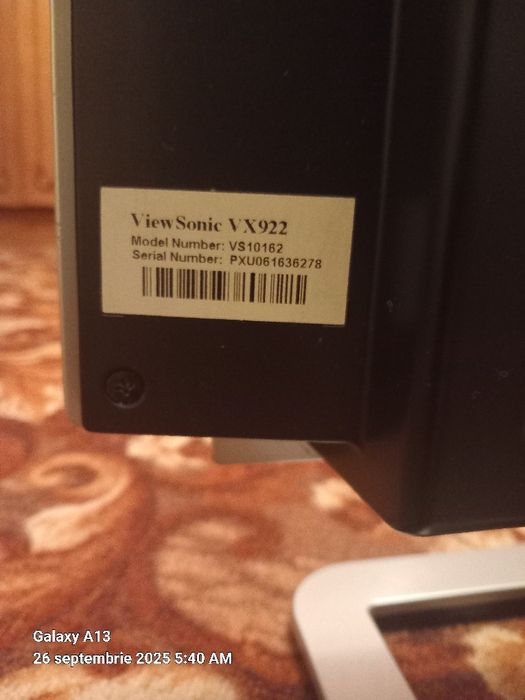 ViewSonic VX922
Model Number: VS10162
Serial Number: PXU061636278
Galaxy A13
26 septembrie 2025 5:40 AM